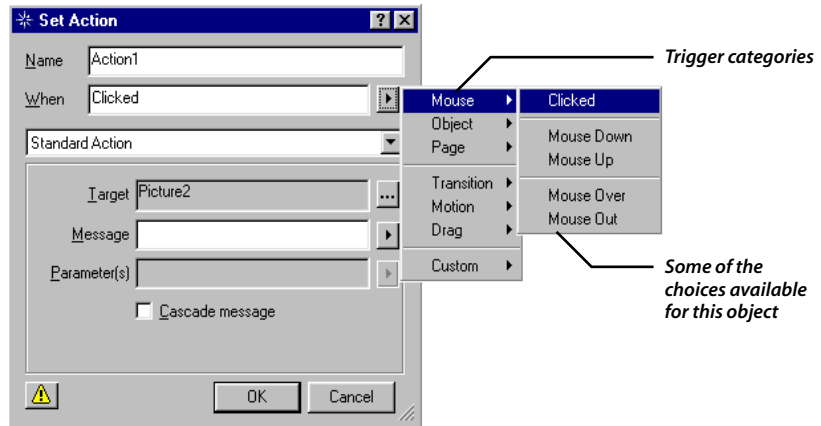 Set Action
Name Action1
When Clicked
Standard Action
Target Picture2 ...
Message
Parameter(s)
Cascade message
OK Cancel
Mouse
Object
Page
Transition
Motion
Drag
Custom
Clicked
Mouse Down
Mouse Up
Mouse Over
Mouse Out
Trigger categories
Some of the
choices available
for this object